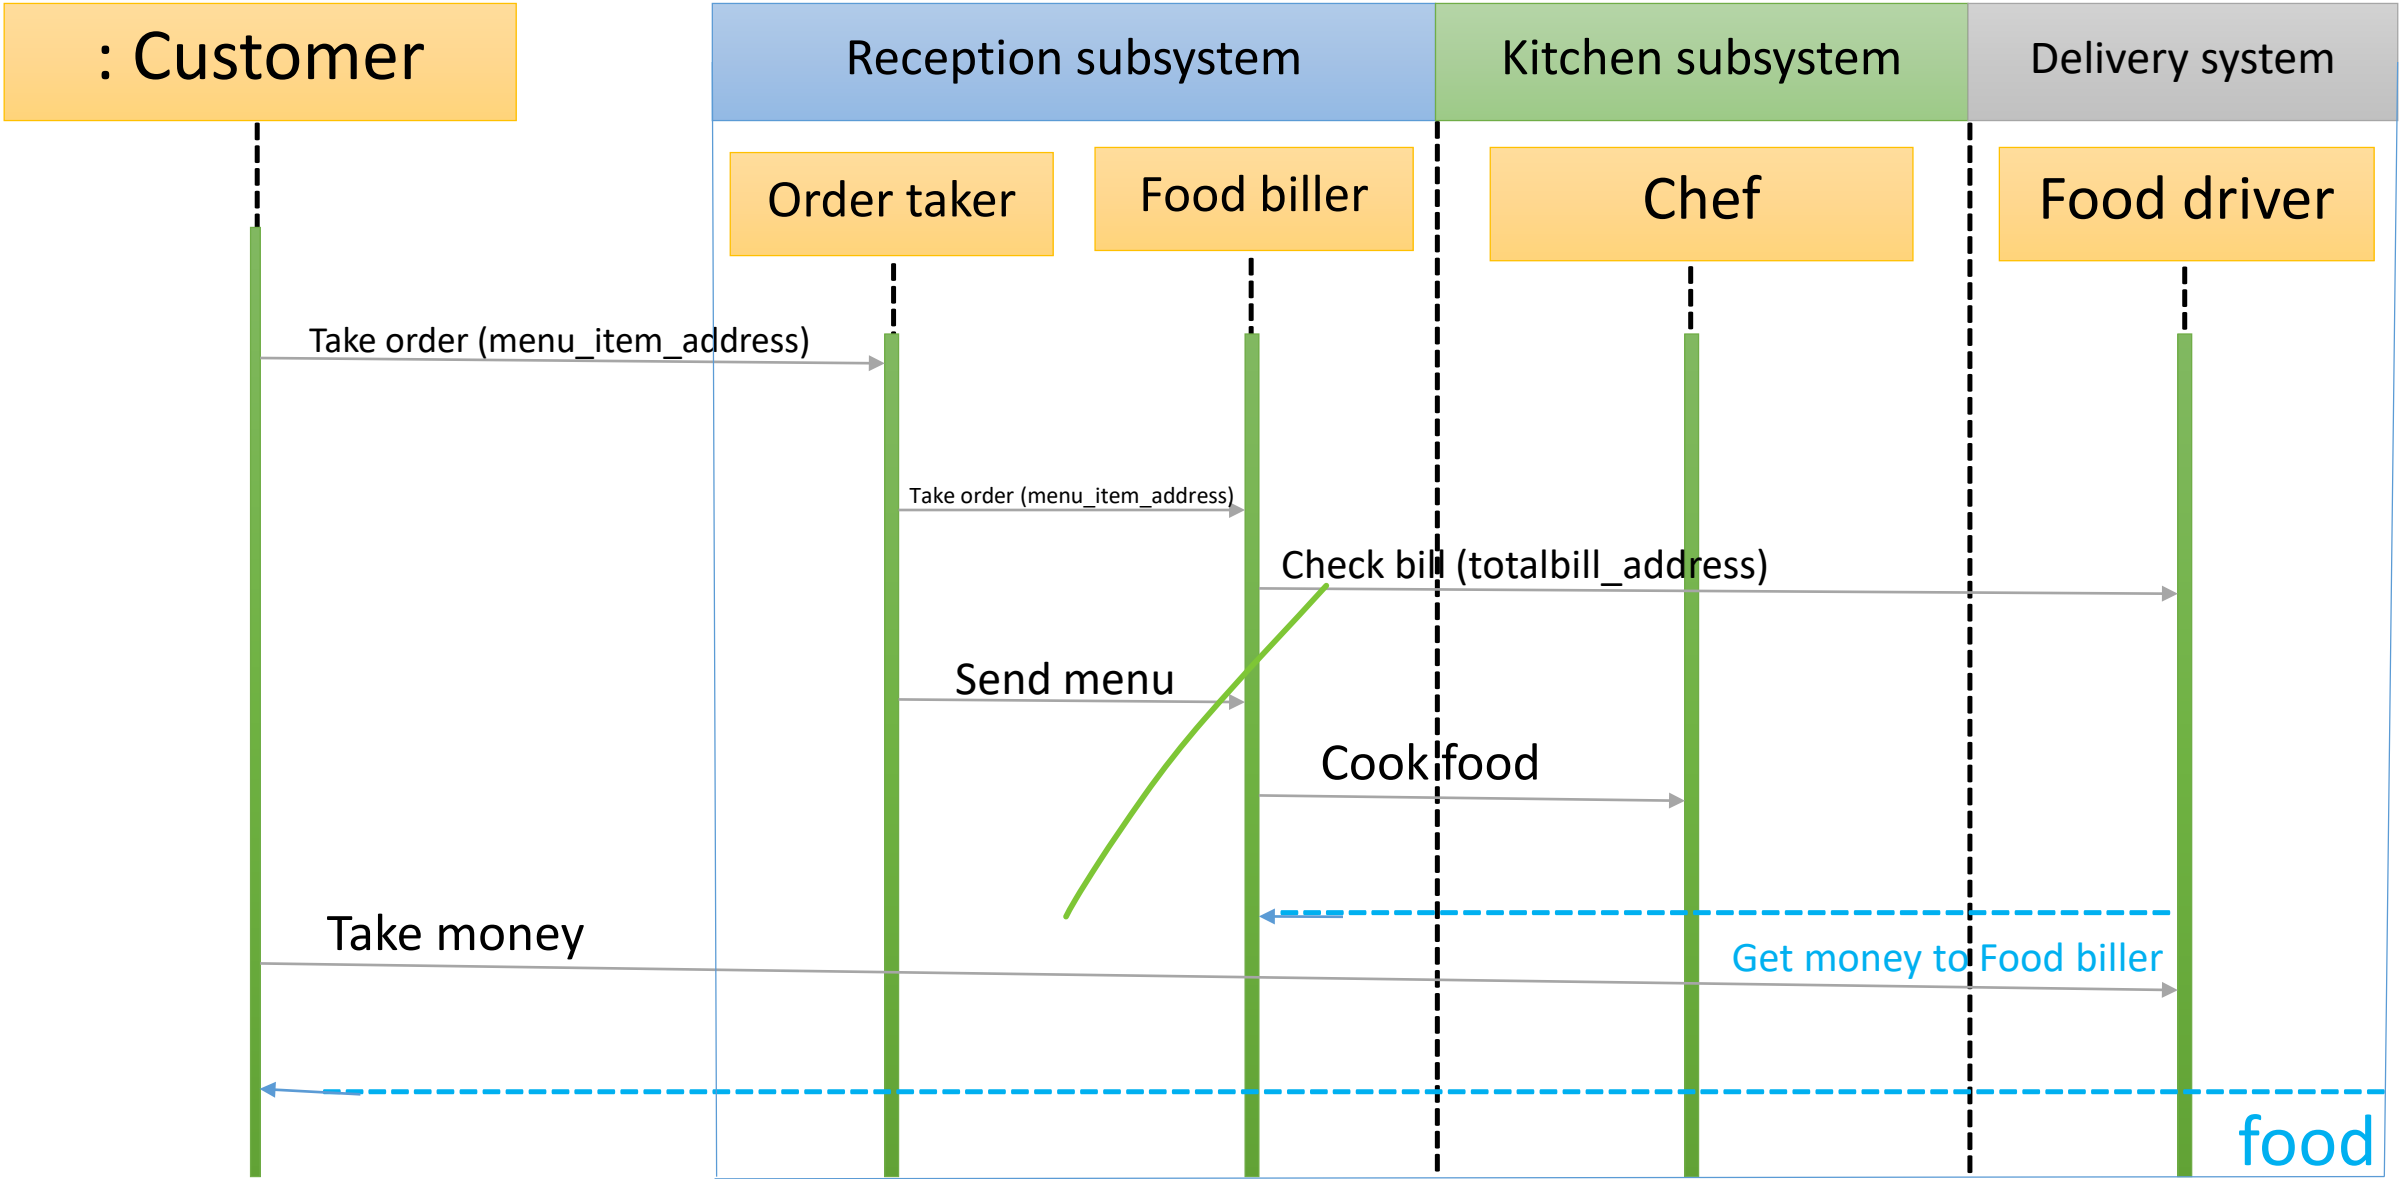 : Customer
Reception subsystem
Kitchen subsystem
Delivery system
Order taker
Food biller
Chef
Food driver
Take order (menu_item_address)
Take order (menu_item_address)
Check bill (totalbill_address)
Send menu
Cook food
Take money
Get money to Food biller
food